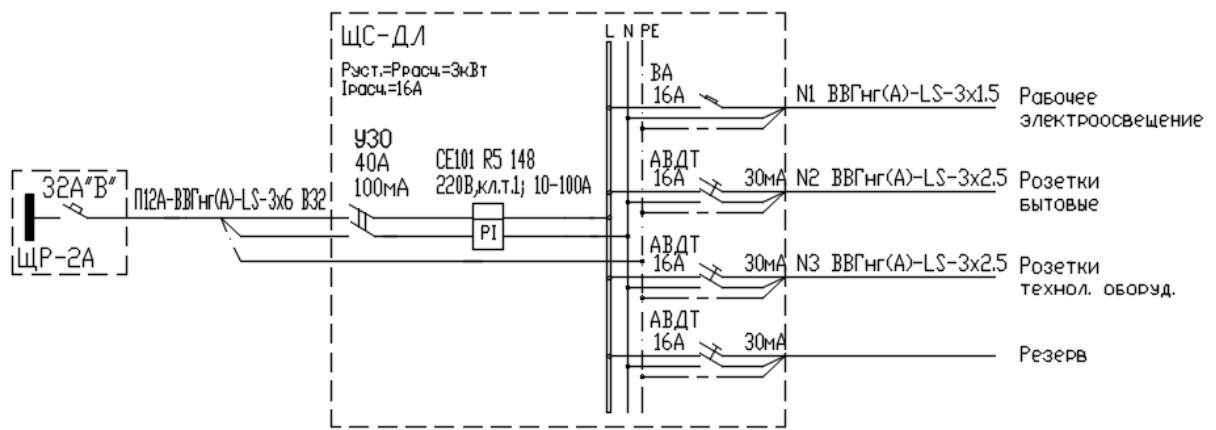 ЩС-ДЛ
Pуст.=Pрасч.=3кВт
Iрасч.=16А
L N PE
ВА
16А
N1 ВВГнг(А)-LS-3х1.5
Рабочее
электроосвещение
УЗО
40А
100мА
CE101 R5 148
220В,кл.т.1; 10-100А
PI
32А"В"
ЩР-2А
П12А-ВВГнг(А)-LS-3х6 В32
АВДТ
16А
30мА
N2 ВВГнг(А)-LS-3х2.5
Розетки
бытовые
АВДТ
16А
30мА
N3 ВВГнг(А)-LS-3х2.5
Розетки
технол. оборуд.
АВДТ
16А
30мА
Резерв